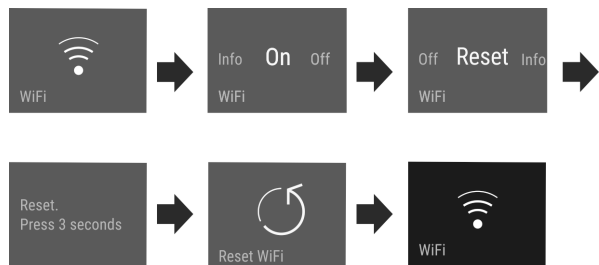 WiFi
Info On Off
WiFi
Off Reset Info
WiFi
Reset.
Press 3 seconds
Reset WiFi
WiFi